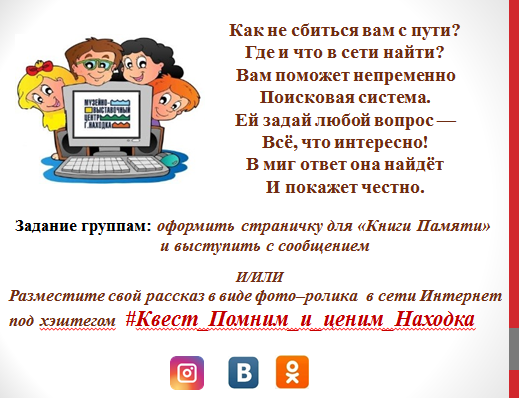 Как не сбиться вам с пути?
Где и что в сети найти?
Вам поможет непременно
Поисковая система.
Ей задай любой вопрос —
Всё, что интересно!
В миг ответ она найдёт
И покажет честно.
МУЗЕЙНО-
ВЫСТАВОЧНЫЙ
ЦЕНТР
Г.НАХОДКА
Задание группам: оформить страничку для «Книги Памяти»
и выступить с сообщением
И/ИЛИ
Разместите свой рассказ в виде фото–ролика в сети Интернет
под хэштегом #Квест_Помним_и_ценим_Находка
В